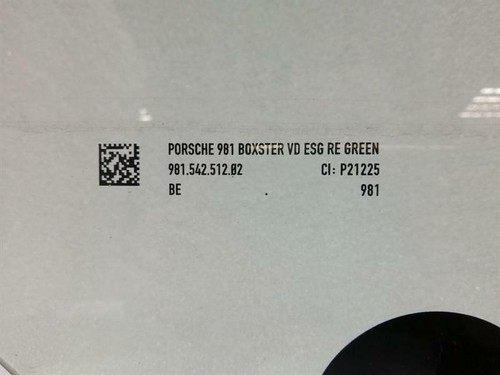 PORSCHE 981 BOXSTER VD ESG RE GREEN
981.542.512.02 CI: P21225
BE . 981